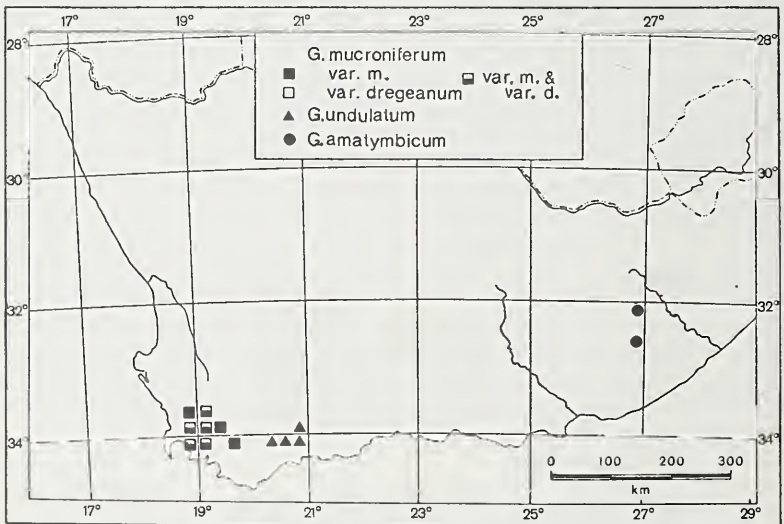 17° 19° 21° 25° 27°
28° 28°
G. mucroniferum
var. m.
var. dregeanum
var. m. &
var. d.
G. undulatum
G. amatymbicum
30° 30°
32° 32°
34° 34°
0 100 200 300
km
17° 19° 21° 23° 25° 27° 29°